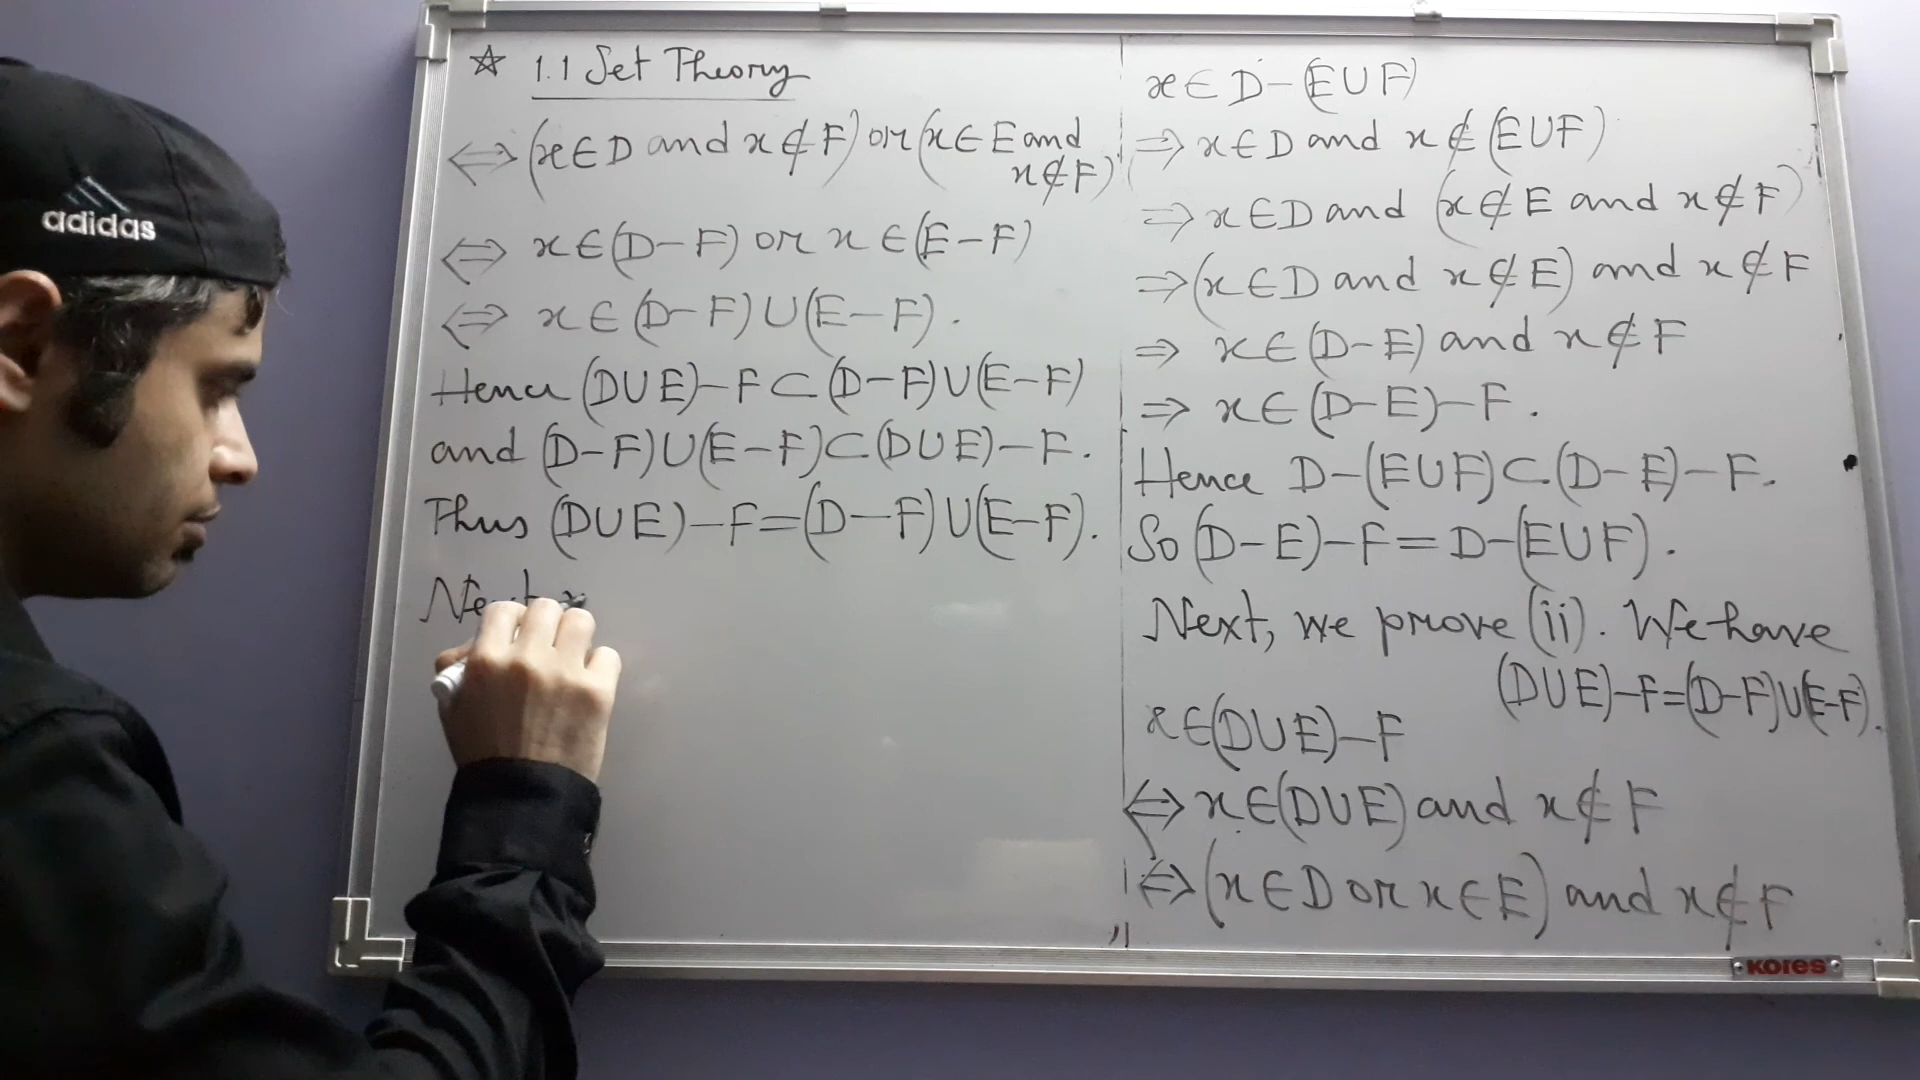 ☆ 1.1 Set Theory
⇔ (x∈D and x∉F) or (x∈E and
x∉F)
⇔ x∈(D−F) or x∈(E−F)
⇔ x∈(D−F)∪(E−F).
Hence (D∪E)−F⊂(D−F)∪(E−F)
and (D−F)∪(E−F)⊂(D∪E)−F.
Thus (D∪E)−F=(D−F)∪(E−F).
x∈D−(E∪F)
⇒ x∈D and x∉(E∪F)
⇒ x∈D and (x∉E and x∉F)
⇒ (x∈D and x∉E) and x∉F
⇒ x∈(D−E) and x∉F
⇒ x∈(D−E)−F.
Hence D−(E∪F)⊂(D−E)−F.
So (D−E)−F=D−(E∪F).
Next, we prove (ii). We have
(D∪E)−F=(D−F)∪(E−F).
x∈(D∪E)−F
⇔ x∈(D∪E) and x∉F
⇔ (x∈D or x∈E) and x∉F
adidas
KORES